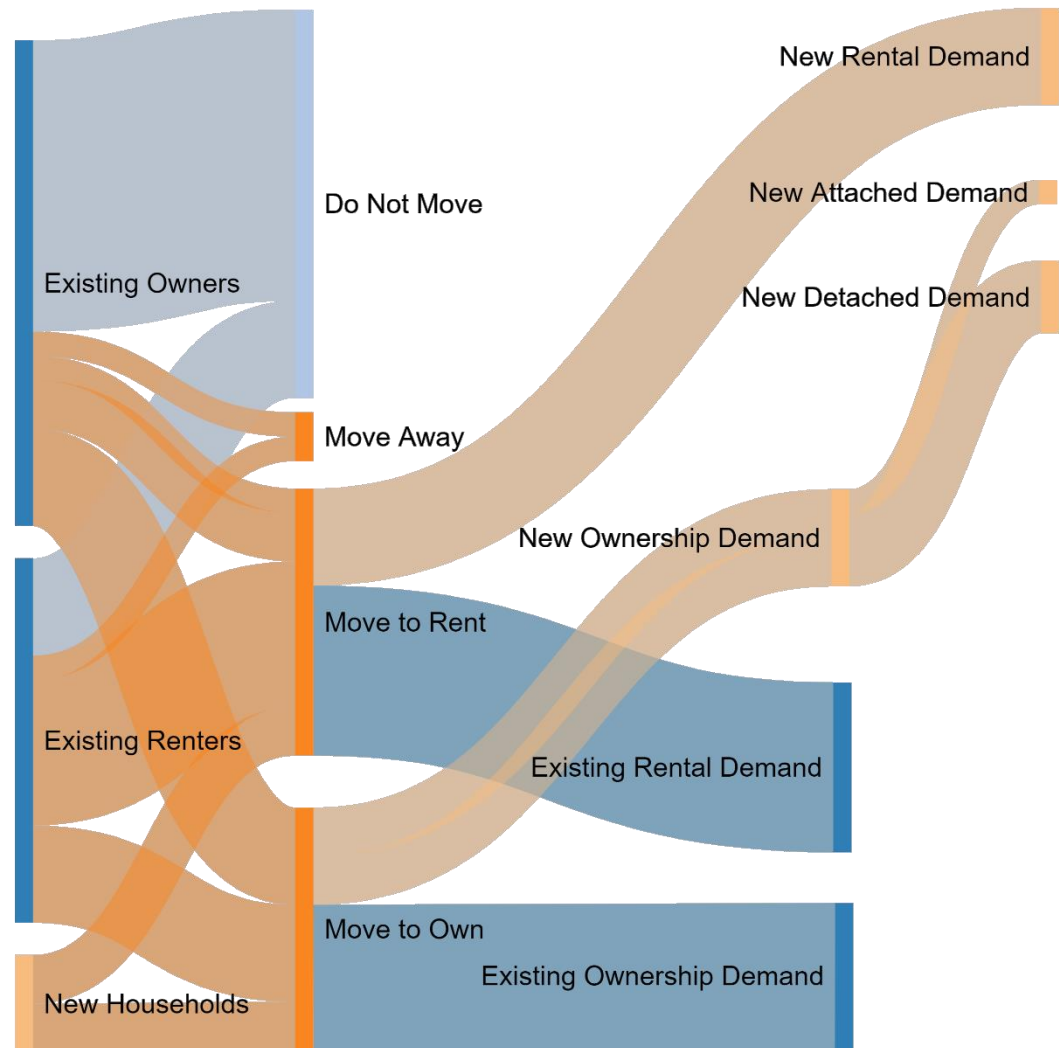 New Rental Demand
New Attached Demand
Do Not Move
Existing Owners
New Detached Demand
Move Away
New Ownership Demand
Move to Rent
Existing Renters
Existing Rental Demand
Move to Own
Existing Ownership Demand
New Households